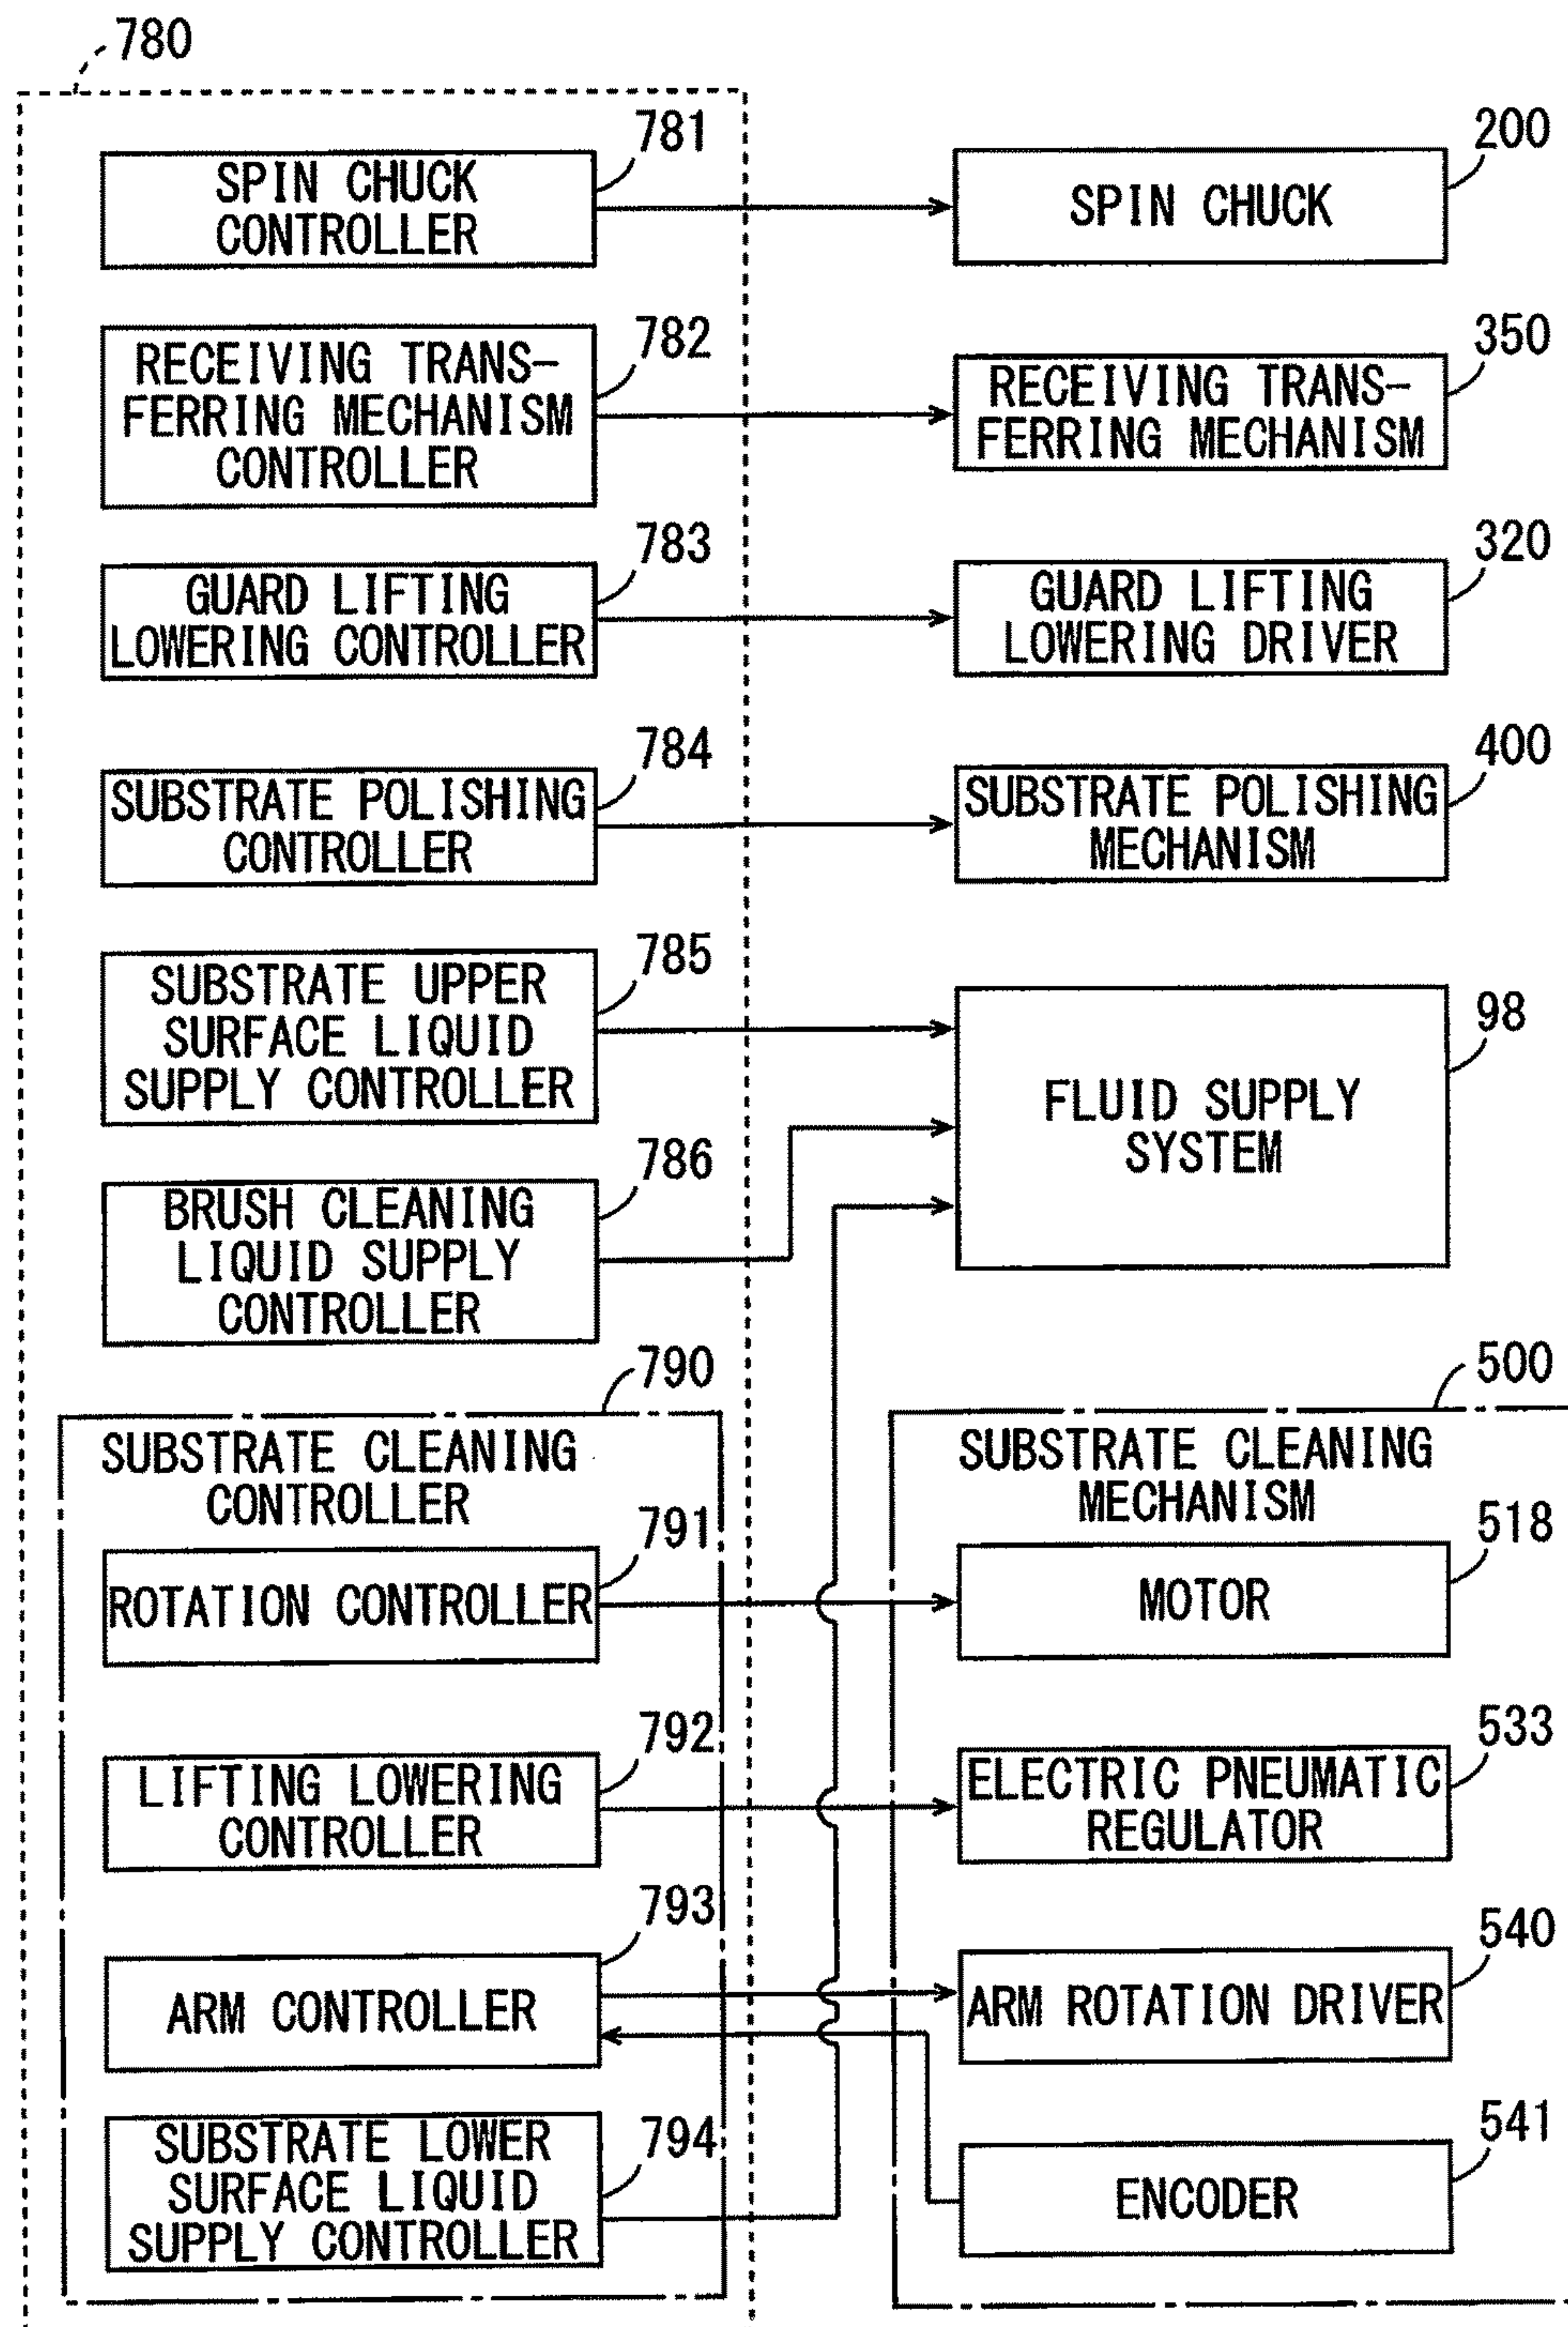 780
781
SPIN CHUCK
CONTROLLER
200
SPIN CHUCK
782
RECEIVING TRANS-
FERRING MECHANISM
CONTROLLER
350
RECEIVING TRANS-
FERRING MECHANISM
783
GUARD LIFTING
LOWERING CONTROLLER
320
GUARD LIFTING
LOWERING DRIVER
784
SUBSTRATE POLISHING
CONTROLLER
400
SUBSTRATE POLISHING
MECHANISM
785
SUBSTRATE UPPER
SURFACE LIQUID
SUPPLY CONTROLLER
98
FLUID SUPPLY
SYSTEM
786
BRUSH CLEANING
LIQUID SUPPLY
CONTROLLER
790
SUBSTRATE CLEANING
CONTROLLER
500
SUBSTRATE CLEANING
MECHANISM
791
ROTATION CONTROLLER
518
MOTOR
792
LIFTING LOWERING
CONTROLLER
533
ELECTRIC PNEUMATIC
REGULATOR
793
ARM CONTROLLER
540
ARM ROTATION DRIVER
794
SUBSTRATE LOWER
SURFACE LIQUID
SUPPLY CONTROLLER
541
ENCODER